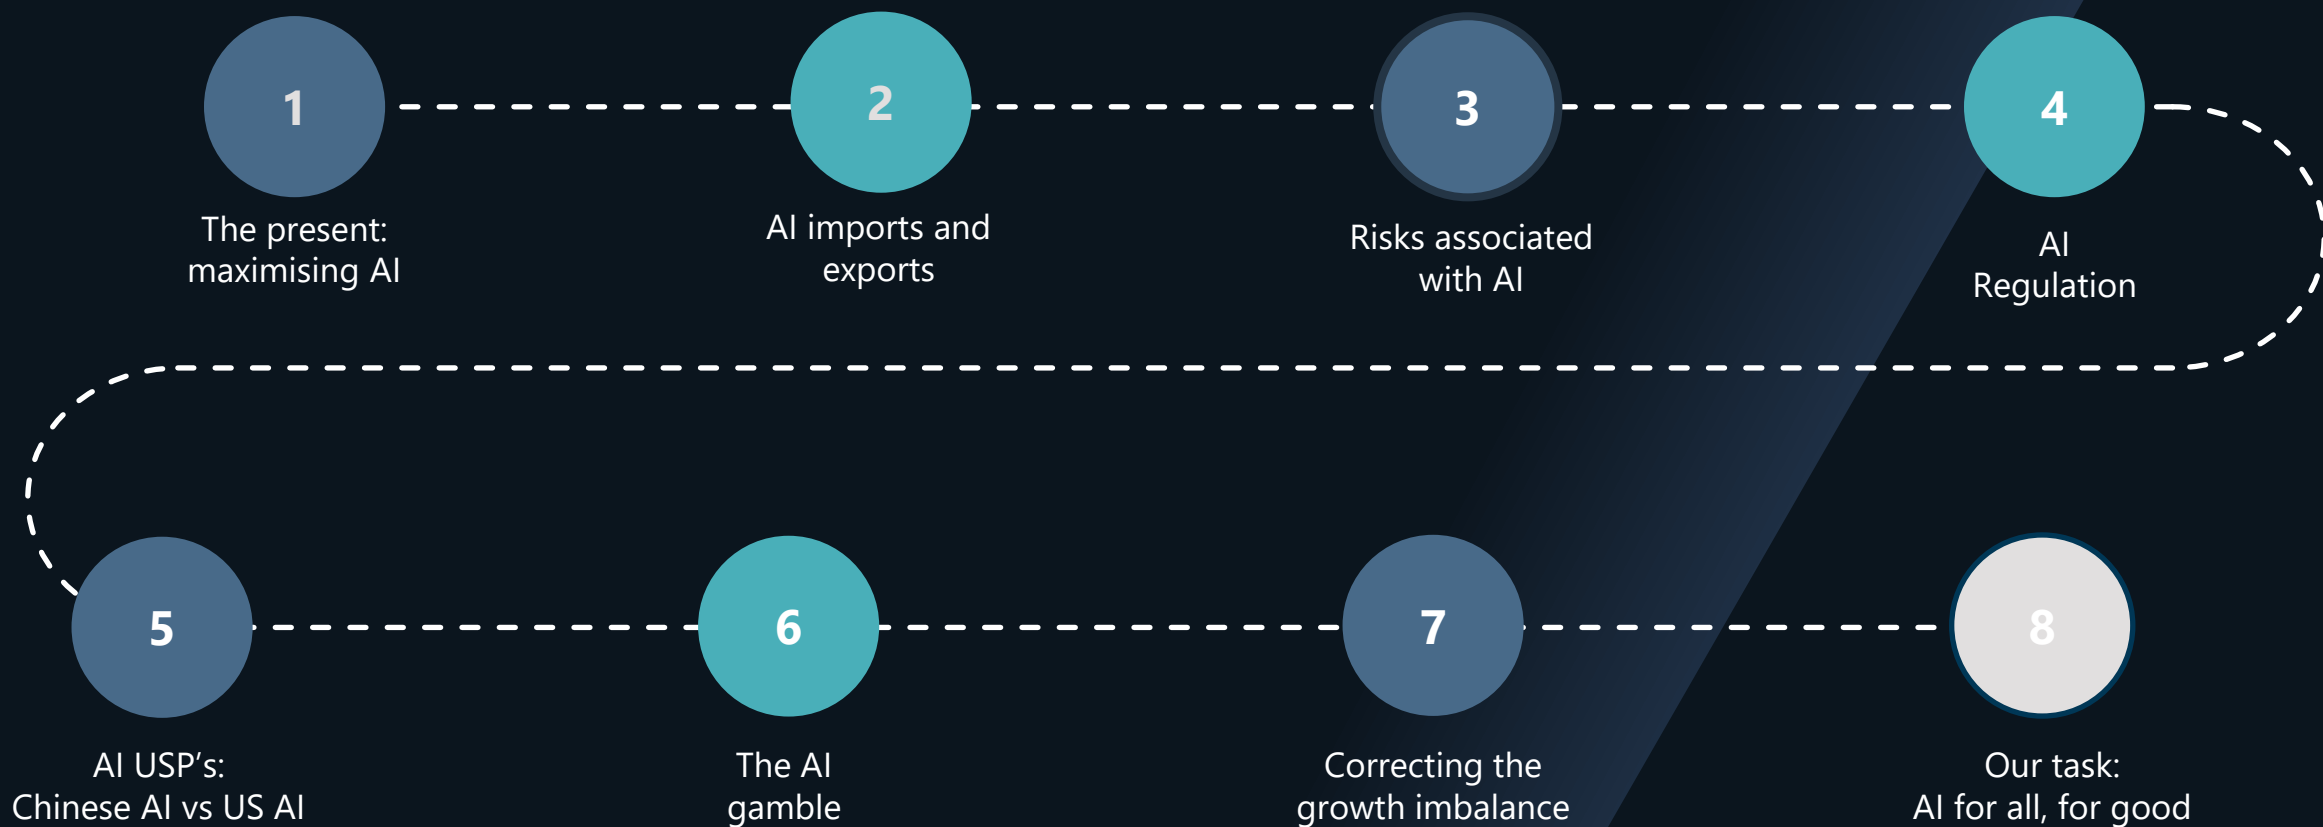 1
The present:
maximising AI
2
AI imports and
exports
3
Risks associated
with AI
4
AI
Regulation
5
AI USP’s:
Chinese AI vs US AI
6
The AI
gamble
7
Correcting the
growth imbalance
8
Our task:
AI for all, for good